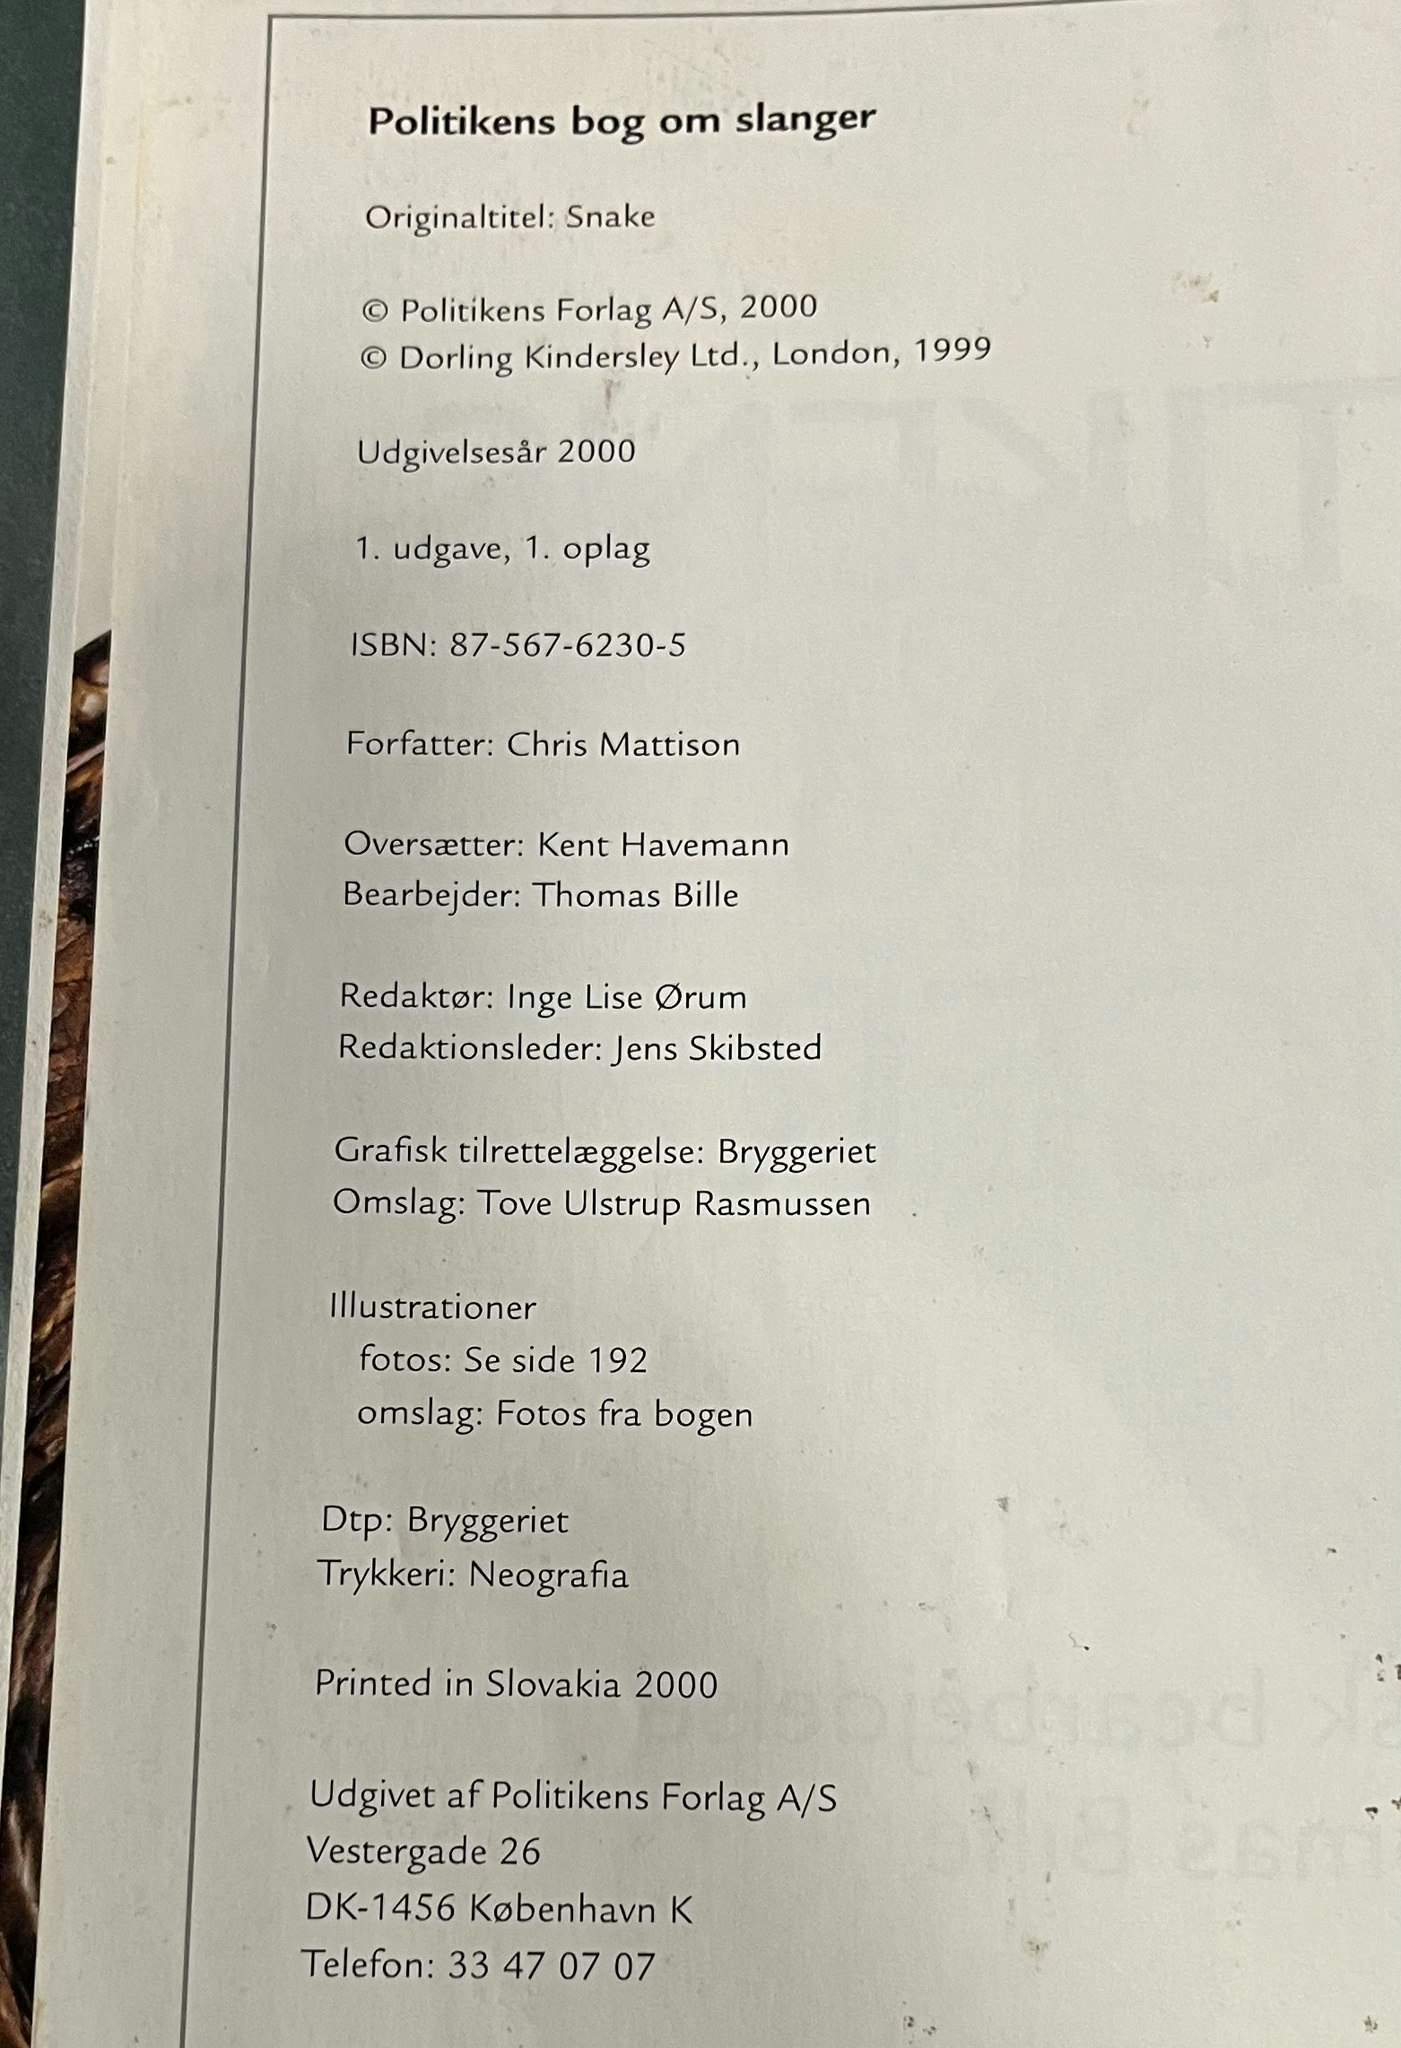 Politikens bog om slanger
Originaltitel: Snake
© Politikens Forlag A/S, 2000
© Dorling Kindersley Ltd., London, 1999
Udgivelsesår 2000
1. udgave, 1. oplag
ISBN: 87-567-6230-5
Forfatter: Chris Mattison
Oversætter: Kent Havemann
Bearbejder: Thomas Bille
Redaktør: Inge Lise Ørum
Redaktionsleder: Jens Skibsted
Grafisk tilrettelæggelse: Bryggeriet
Omslag: Tove Ulstrup Rasmussen
Illustrationer
fotos: Se side 192
omslag: Fotos fra bogen
Dtp: Bryggeriet
Trykkeri: Neografia
Printed in Slovakia 2000
Udgivet af Politikens Forlag A/S
Vestergade 26
DK-1456 København K
Telefon: 33 47 07 07